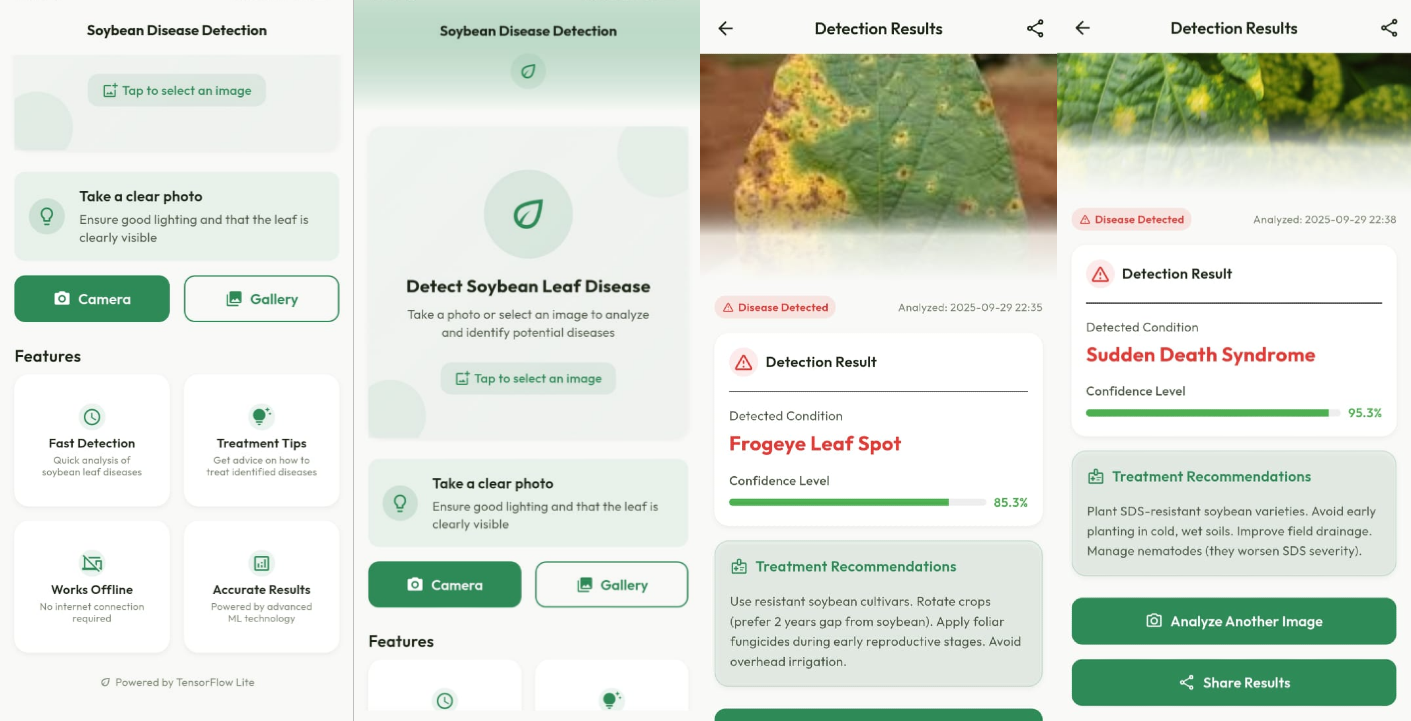 Soybean Disease Detection
Tap to select an image
Take a clear photo
Ensure good lighting and that the leaf is
clearly visible
Camera
Gallery
Features
Fast Detection
Quick analysis of
soybean leaf diseases
Treatment Tips
Get advice on how to
treat identified diseases
Works Offline
No internet connection
required
Accurate Results
Powered by advanced
ML technology
Powered by TensorFlow Lite
Soybean Disease Detection
Detect Soybean Leaf Disease
Take a photo or select an image to analyze
and identify potential diseases
Tap to select an image
Take a clear photo
Ensure good lighting and that the leaf is
clearly visible
Camera
Gallery
Features
Detection Results
Disease Detected
Analyzed: 2025-09-29 22:35
Detection Result
Detected Condition
Frogeye Leaf Spot
Confidence Level
85.3%
Treatment Recommendations
Use resistant soybean cultivars. Rotate crops
(prefer 2 years gap from soybean). Apply foliar
fungicides during early reproductive stages. Avoid
overhead irrigation.
Detection Results
Disease Detected
Analyzed: 2025-09-29 22:38
Detection Result
Detected Condition
Sudden Death Syndrome
Confidence Level
95.3%
Treatment Recommendations
Plant SDS-resistant soybean varieties. Avoid early
planting in cold, wet soils. Improve field drainage.
Manage nematodes (they worsen SDS severity).
Analyze Another Image
Share Results